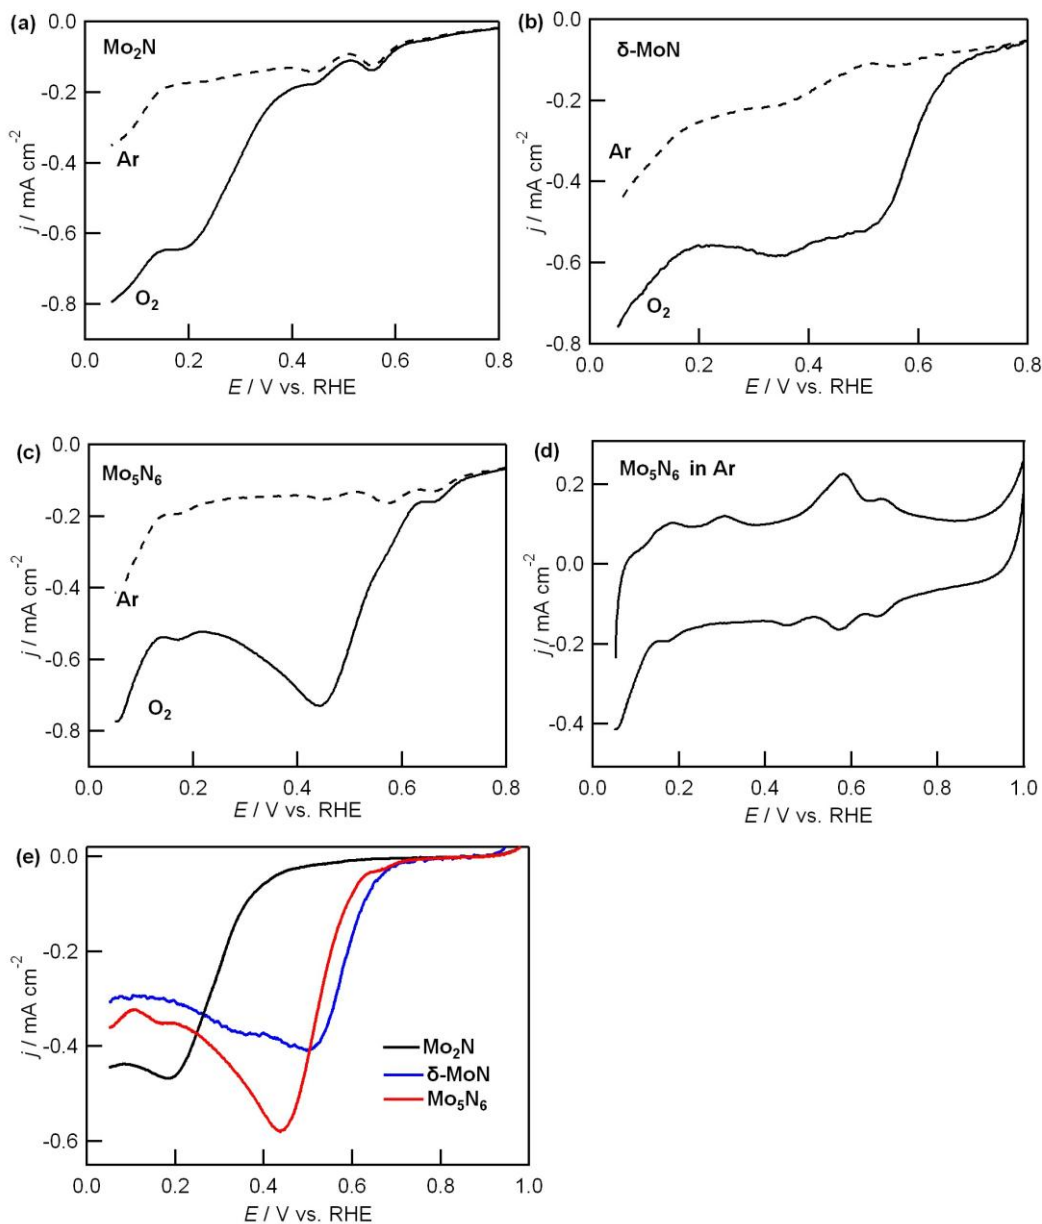 (a)
Mo₂N
Ar
O₂
0.0
-0.2
-0.4
-0.6
-0.8
j / mA cm⁻²
0.0 0.2 0.4 0.6 0.8
E / V vs. RHE
(b)
δ-MoN
Ar
O₂
0.0
-0.2
-0.4
-0.6
-0.8
j / mA cm⁻²
0.0 0.2 0.4 0.6 0.8
E / V vs. RHE
(c)
Mo₅N₆
Ar
O₂
0.0
-0.2
-0.4
-0.6
-0.8
j / mA cm⁻²
0.0 0.2 0.4 0.6 0.8
E / V vs. RHE
(d)
Mo₅N₆ in Ar
0.2
0.0
-0.2
-0.4
j / mA cm⁻²
0.0 0.2 0.4 0.6 0.8 1.0
E / V vs. RHE
(e)
0.0
-0.2
-0.4
-0.6
j / mA cm⁻²
Mo₂N
δ-MoN
Mo₅N₆
0.0 0.2 0.4 0.6 0.8 1.0
E / V vs. RHE